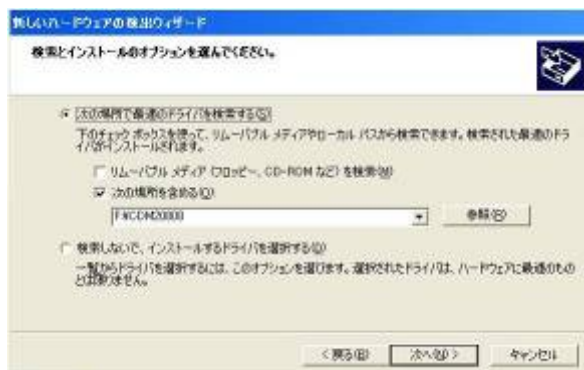 新しいハードウェアの検出ウィザード
検索とインストールのオプションを選んでください。
次の場所で最適のドライバを検索する(S)
下のチェック ボックスを使って、リムーバブル メディアやローカル パスから検索できます。検索された最適のドラ
イバがインストールされます。
リムーバブル メディア (フロッピー、CD-ROM など) を検索(M)
次の場所を含める(O)
F:¥CDM20000
参照(R)
検索しないで、インストールするドライバを選択する(D)
一覧からドライバを選択するには、このオプションを選びます。選択されたドライバは、ハードウェアに最適のもの
とは限りません。
< 戻る(B)
次へ(N) >
キャンセル